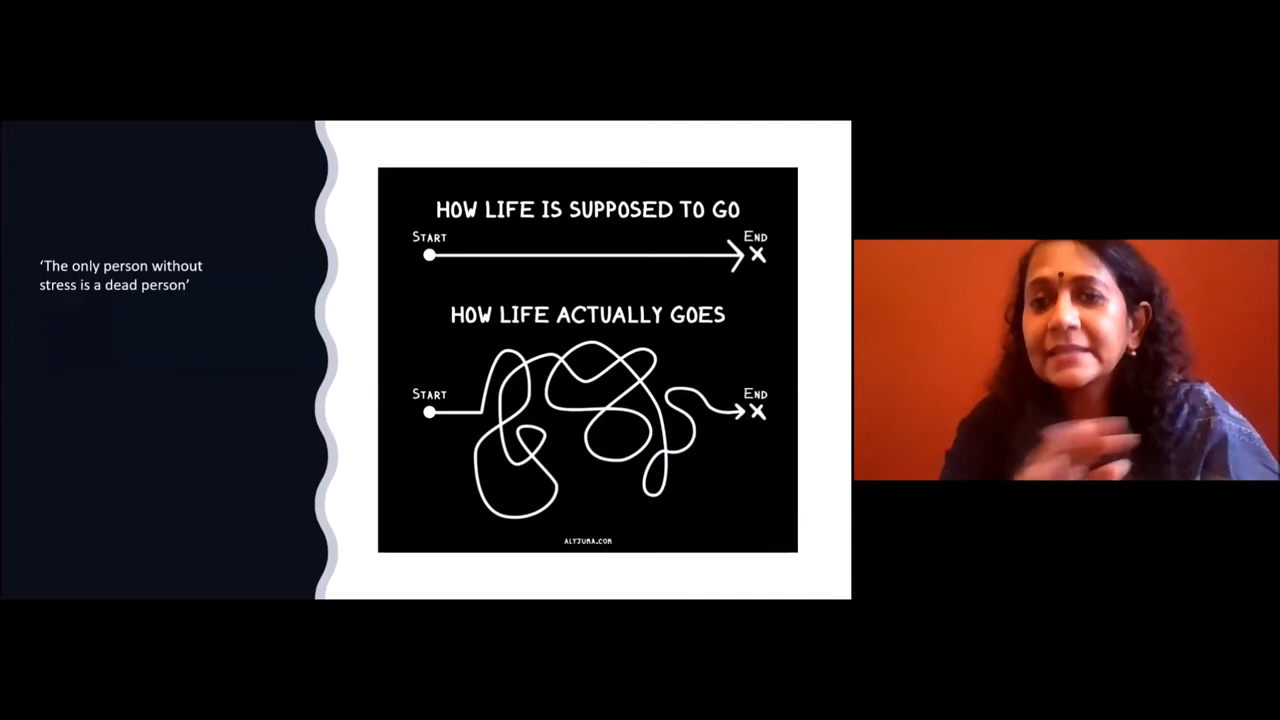 ‘The only person without
stress is a dead person’
HOW LIFE IS SUPPOSED TO GO
START
END
HOW LIFE ACTUALLY GOES
START
END
ALYJUMA.COM